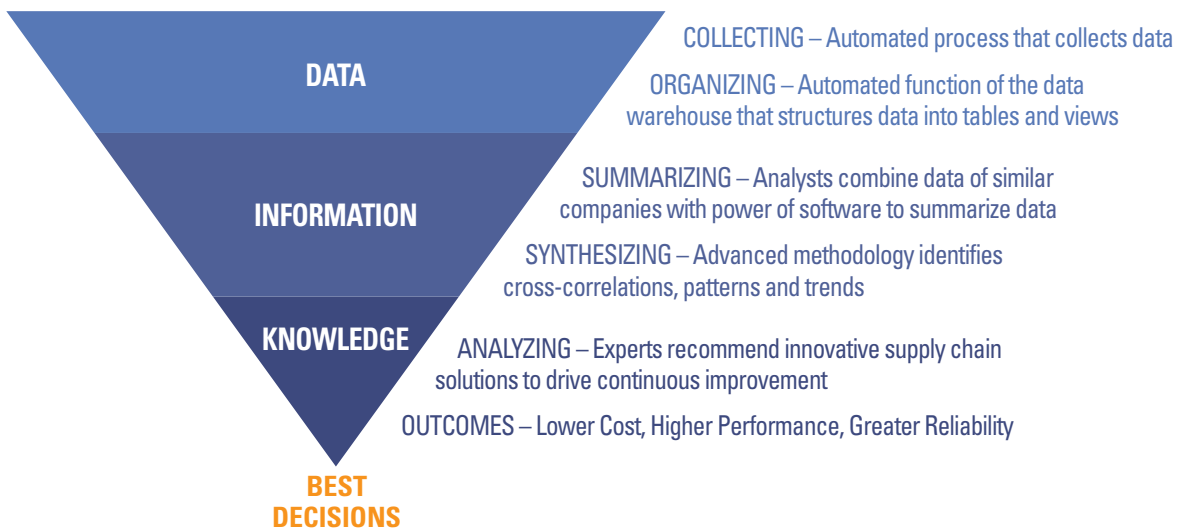 DATA
COLLECTING – Automated process that collects data
ORGANIZING – Automated function of the data
warehouse that structures data into tables and views
INFORMATION
SUMMARIZING – Analysts combine data of similar
companies with power of software to summarize data
SYNTHESIZING – Advanced methodology identifies
cross-correlations, patterns and trends
KNOWLEDGE
ANALYZING – Experts recommend innovative supply chain
solutions to drive continuous improvement
OUTCOMES – Lower Cost, Higher Performance, Greater Reliability
BEST
DECISIONS